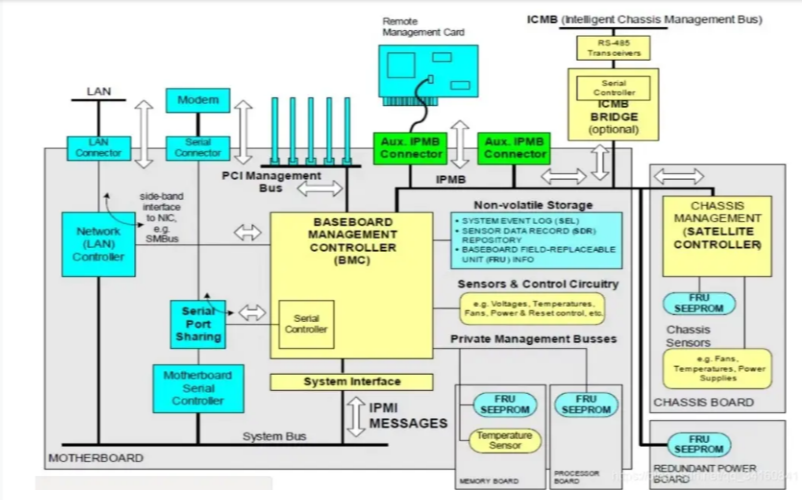 Remote
Management Card
ICMB (Intelligent Chassis Management Bus)
RS-485
Transceivers
Serial
Controller
ICMB
BRIDGE
(optional)
LAN
Modem
LAN
Connector
Serial
Connector
PCI Management
Bus
Aux. IPMB
Connector
Aux. IPMB
Connector
IPMB
side-band
interface
to NIC,
e.g.
SMBus
Network
(LAN)
Controller
BASEBOARD
MANAGEMENT
CONTROLLER
(BMC)
Non-volatile Storage
• SYSTEM EVENT LOG (SEL)
• SENSOR DATA RECORD (SDR)
REPOSITORY
• BASEBOARD FIELD-REPLACEABLE
UNIT (FRU) INFO
CHASSIS
MANAGEMENT
(SATELLITE
CONTROLLER)
FRU
SEEPROM
Chassis
Sensors
e.g. Fans,
Temperatures, Power
Supplies
CHASSIS BOARD
Sensors & Control Circuitry
e.g. Voltages, Temperatures,
Fans, Power & Reset control, etc.
Serial
Port
Sharing
Serial
Controller
Private Management Busses
Motherboard
Serial
Controller
System Interface
IPMI
MESSAGES
System Bus
MOTHERBOARD
FRU
SEEPROM
Temperature
Sensor
MEMORY BOARD
FRU
SEEPROM
PROCESSOR
BOARD
FRU
SEEPROM
REDUNDANT POWER
BOARD